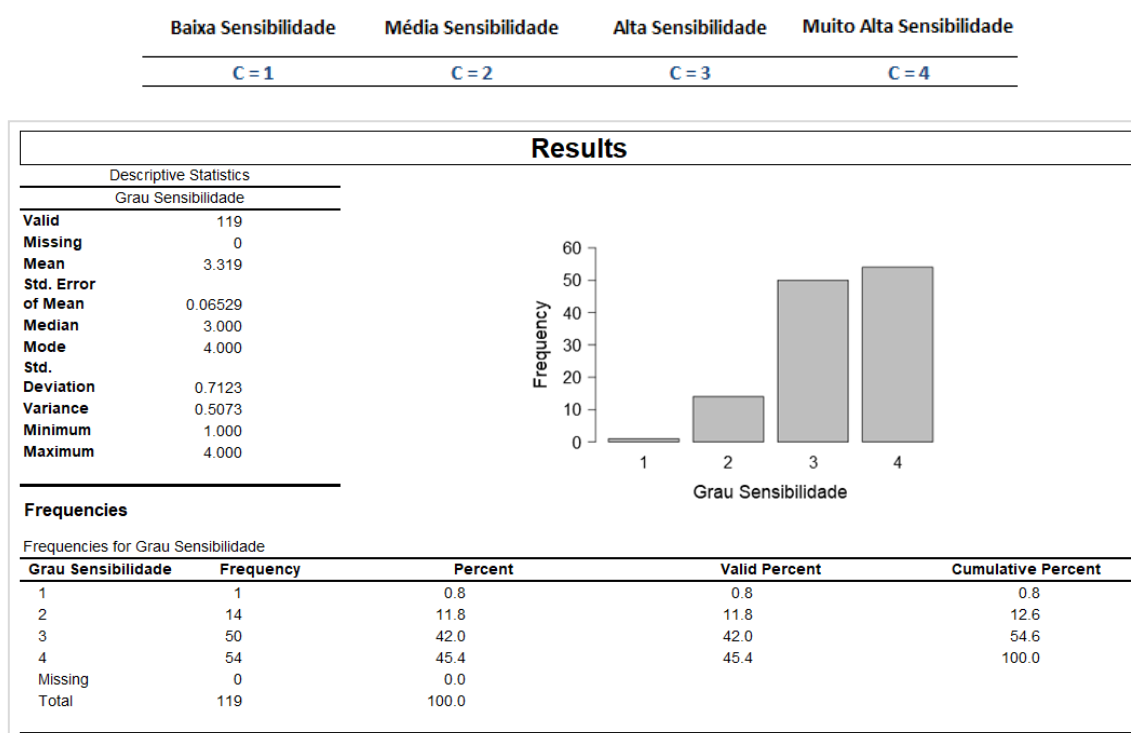 Baixa Sensibilidade Média Sensibilidade Alta Sensibilidade Muito Alta Sensibilidade
C = 1 C = 2 C = 3 C = 4
Results
Descriptive Statistics
Grau Sensibilidade
Valid 119
Missing 0
Mean 3.319
Std. Error
of Mean 0.06529
Median 3.000
Mode 4.000
Std.
Deviation 0.7123
Variance 0.5073
Minimum 1.000
Maximum 4.000
Frequency
60
50
40
30
20
10
0
1 2 3 4
Grau Sensibilidade
Frequencies
Frequencies for Grau Sensibilidade
Grau Sensibilidade Frequency Percent Valid Percent Cumulative Percent
1 1 0.8 0.8 0.8
2 14 11.8 11.8 12.6
3 50 42.0 42.0 54.6
4 54 45.4 45.4 100.0
Missing 0 0.0
Total 119 100.0